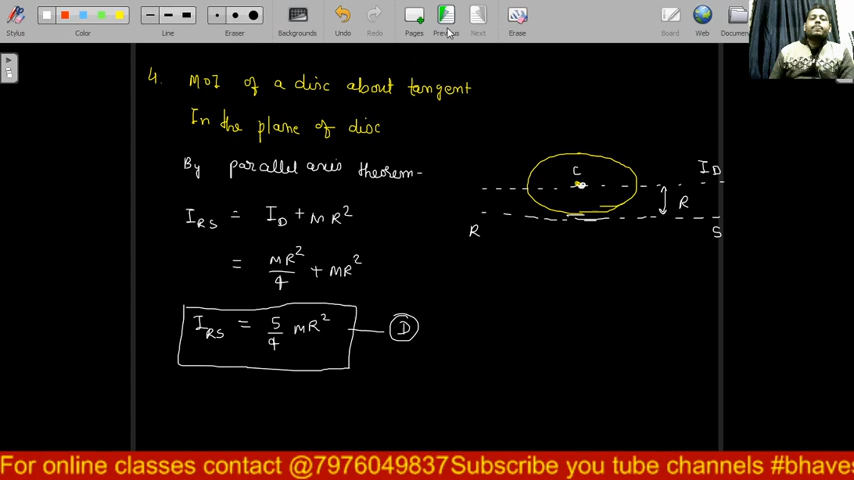 Stylus
Color
Line
Eraser
Backgrounds
Undo
Redo
Pages
Previous
Next
Erase
Board
Web
Documen
4. MOI of a disc about tangent
In the plane of disc
By parallel axis theorem-
I_RS = I_D + MR²
= MR²/4 + MR²
I_RS = 5/4 MR² — D
C
I_D
R
R
S
For online classes contact @7976049837Subscribe you tube channels #bhaves